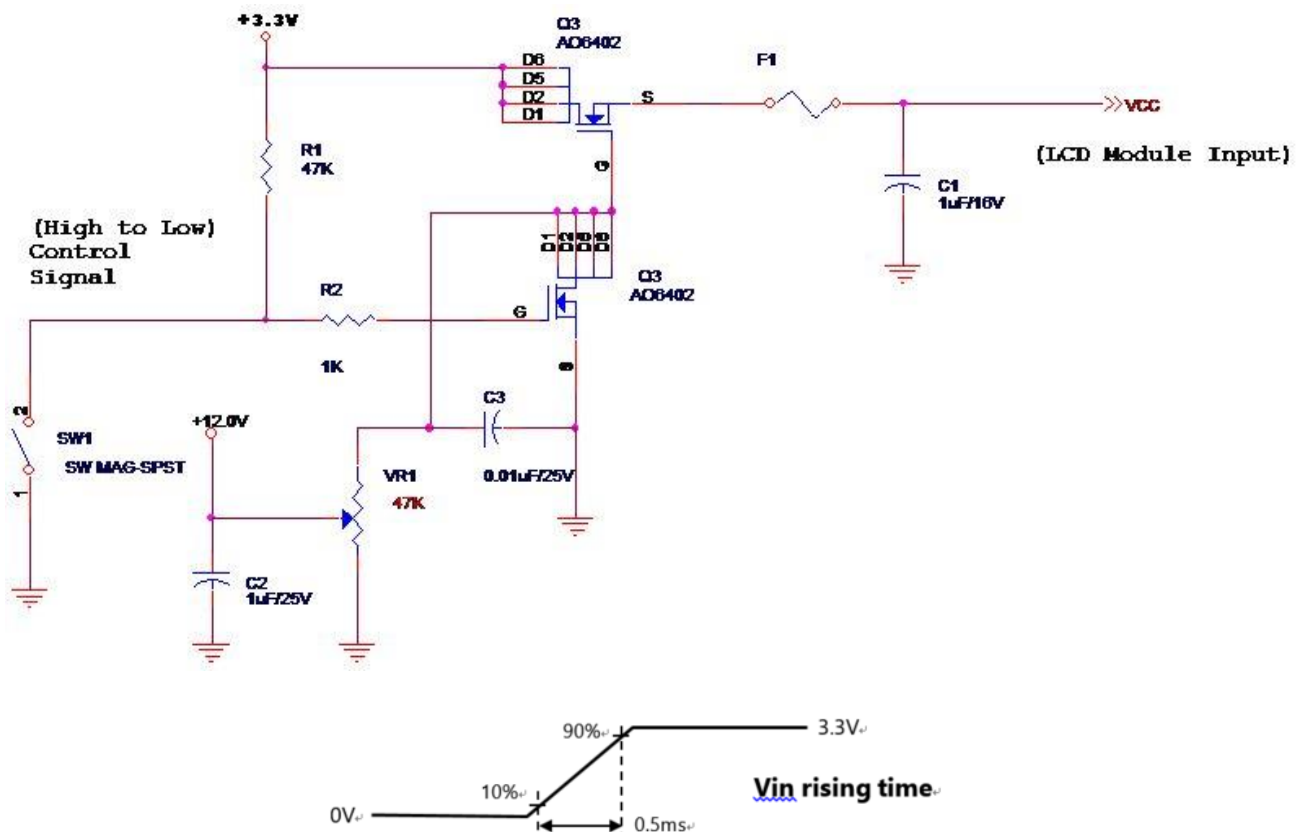 +3.3V
Q3
AO6402
D6
D5
D2
D1
S
F1
VCC
(LCD Module Input)
R1
47K
G
C1
1uF/16V
(High to Low)
Control
Signal
D1
D2
Q3
AO6402
R2
G
1K
S
C3
+12.0V
2
SW1
SW MAG-SPST
1
VR1
47K
0.01uF/25V
C2
1uF/25V
90%
3.3V
10%
Vin rising time
0V
0.5ms